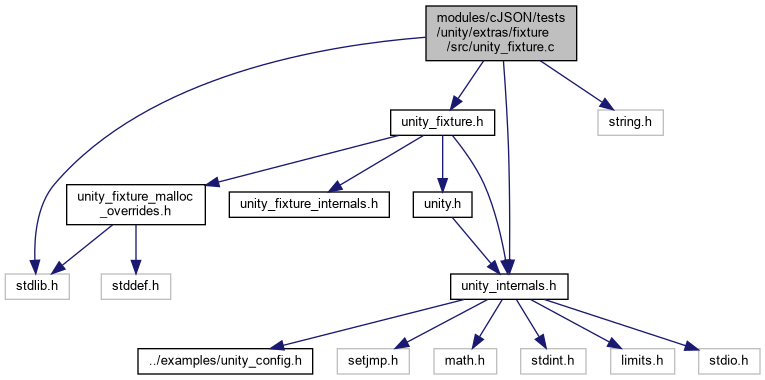 modules/cJSON/tests
/unity/extras/fixture
/src/unity_fixture.c
unity_fixture.h
string.h
unity_fixture_malloc
_overrides.h
unity_fixture_internals.h
unity.h
stdlib.h
stddef.h
unity_internals.h
../examples/unity_config.h
setjmp.h
math.h
stdint.h
limits.h
stdio.h